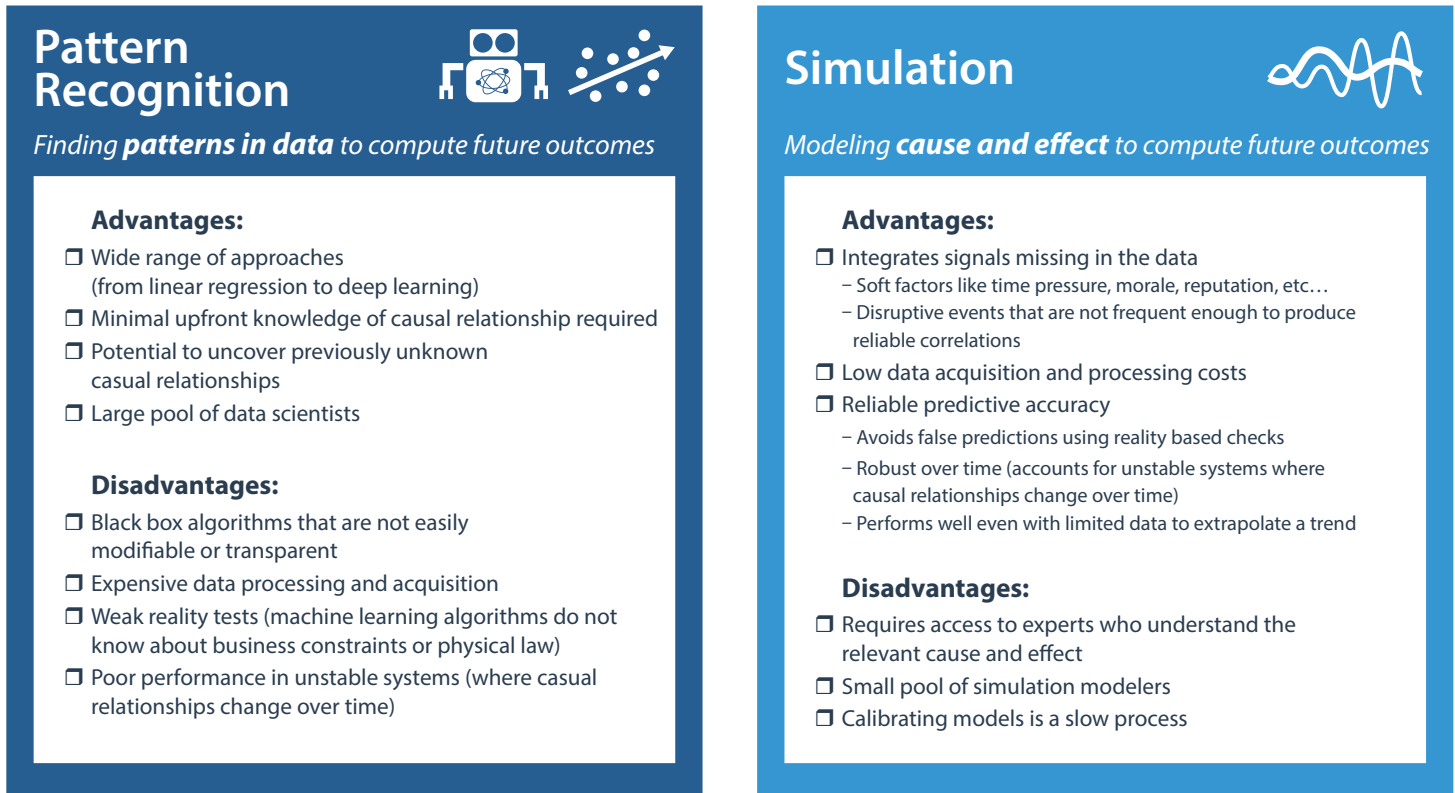 Pattern
Recognition
Finding patterns in data to compute future outcomes
Advantages:
❒ Wide range of approaches
(from linear regression to deep learning)
❒ Minimal upfront knowledge of causal relationship required
❒ Potential to uncover previously unknown
casual relationships
❒ Large pool of data scientists
Disadvantages:
❒ Black box algorithms that are not easily
modifiable or transparent
❒ Expensive data processing and acquisition
❒ Weak reality tests (machine learning algorithms do not
know about business constraints or physical law)
❒ Poor performance in unstable systems (where casual
relationships change over time)
Simulation
Modeling cause and effect to compute future outcomes
Advantages:
❒ Integrates signals missing in the data
– Soft factors like time pressure, morale, reputation, etc…
– Disruptive events that are not frequent enough to produce
reliable correlations
❒ Low data acquisition and processing costs
❒ Reliable predictive accuracy
– Avoids false predictions using reality based checks
– Robust over time (accounts for unstable systems where
causal relationships change over time)
– Performs well even with limited data to extrapolate a trend
Disadvantages:
❒ Requires access to experts who understand the
relevant cause and effect
❒ Small pool of simulation modelers
❒ Calibrating models is a slow process